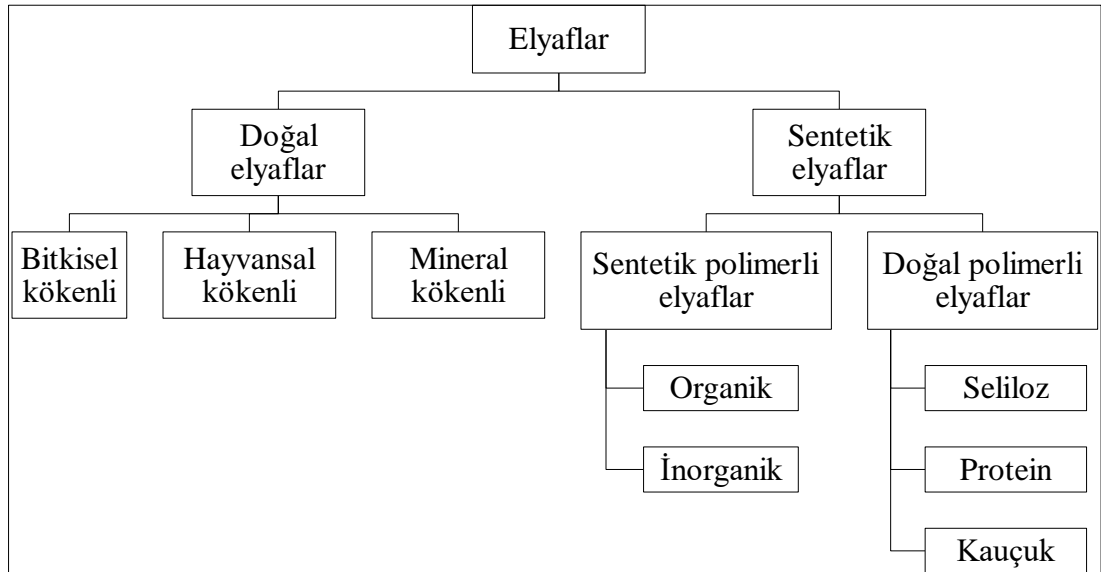 Elyaflar
Doğal
elyaflar
Sentetik
elyaflar
Bitkisel
kökenli
Hayvansal
kökenli
Mineral
kökenli
Sentetik polimerli
elyaflar
Doğal polimerli
elyaflar
Organik
İnorganik
Seliloz
Protein
Kauçuk